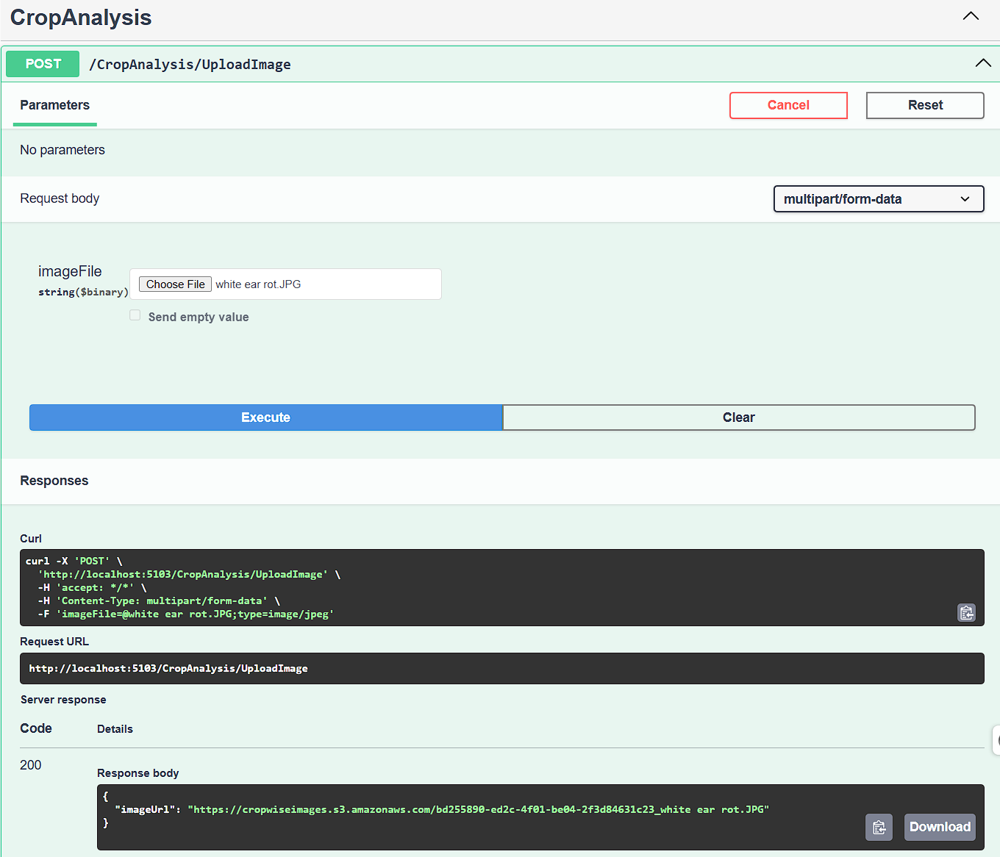 CropAnalysis
POST /CropAnalysis/UploadImage
Parameters
Cancel
Reset
No parameters
Request body
multipart/form-data
imageFile
string($binary)
Choose File white ear rot.JPG
Send empty value
Execute
Clear
Responses
Curl
curl -X 'POST' \
'http://localhost:5103/CropAnalysis/UploadImage' \
-H 'accept: */*' \
-H 'Content-Type: multipart/form-data' \
-F 'imageFile=@white ear rot.JPG;type=image/jpeg'
Request URL
http://localhost:5103/CropAnalysis/UploadImage
Server response
Code Details
200
Response body
{
"imageUrl": "https://cropwiseimages.s3.amazonaws.com/bd255890-ed2c-4f01-be04-2f3d84631c23_white ear rot.JPG"
}
Download